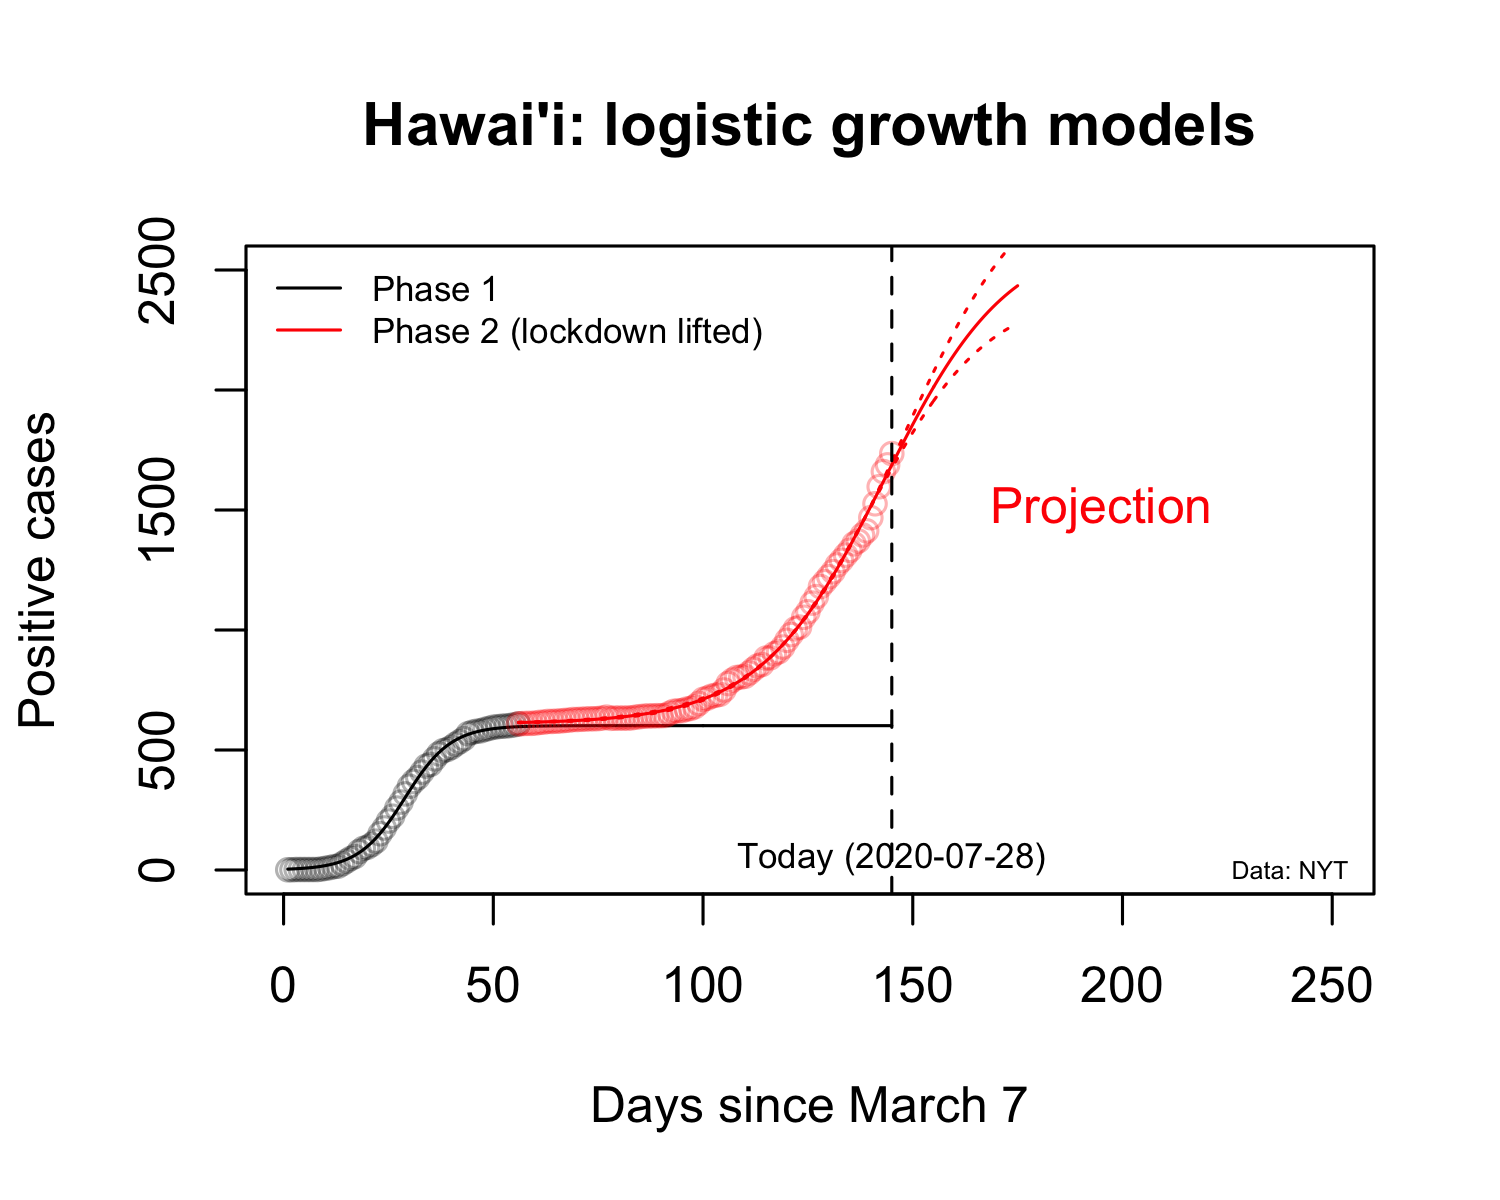 Hawai'i: logistic growth models
Phase 1
Phase 2 (lockdown lifted)
Projection
Today (2020-07-28)
Data: NYT
Positive cases
2500
1500
500
0
0 50 100 150 200 250
Days since March 7